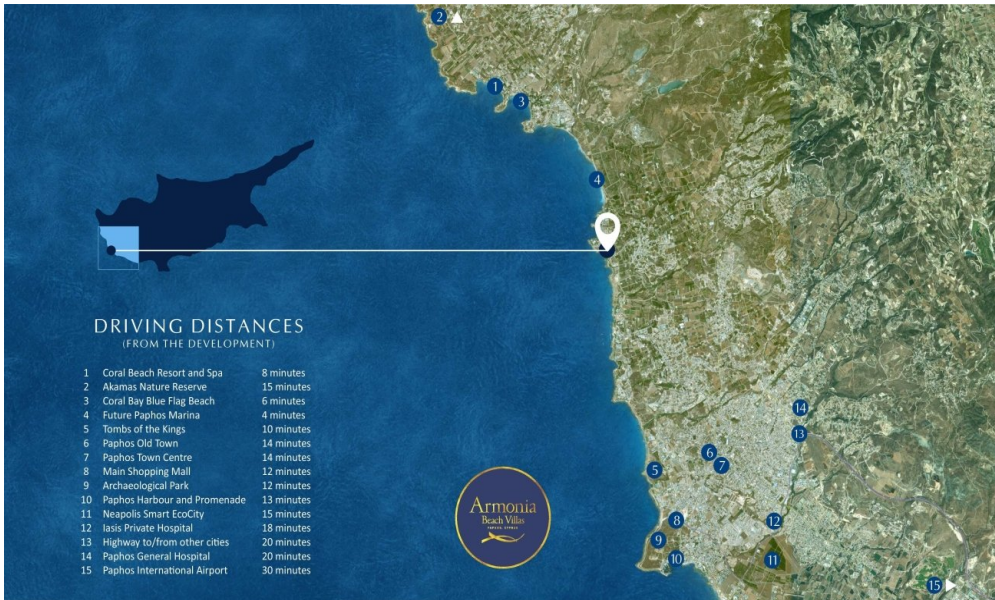 2
1
3
4
DRIVING DISTANCES
(FROM THE DEVELOPMENT)
1 Coral Beach Resort and Spa 8 minutes
2 Akamas Nature Reserve 15 minutes
3 Coral Bay Blue Flag Beach 6 minutes
4 Future Paphos Marina 4 minutes
5 Tombs of the Kings 10 minutes
6 Paphos Old Town 14 minutes
7 Paphos Town Centre 14 minutes
8 Main Shopping Mall 12 minutes
9 Archaeological Park 12 minutes
10 Paphos Harbour and Promenade 13 minutes
11 Neapolis Smart EcoCity 15 minutes
12 Iasis Private Hospital 18 minutes
13 Highway to/from other cities 20 minutes
14 Paphos General Hospital 20 minutes
15 Paphos International Airport 30 minutes
Armonia
Beach Villas
PAPHOS CYPRUS
14
13
6
7
5
8
12
9
10
11
15